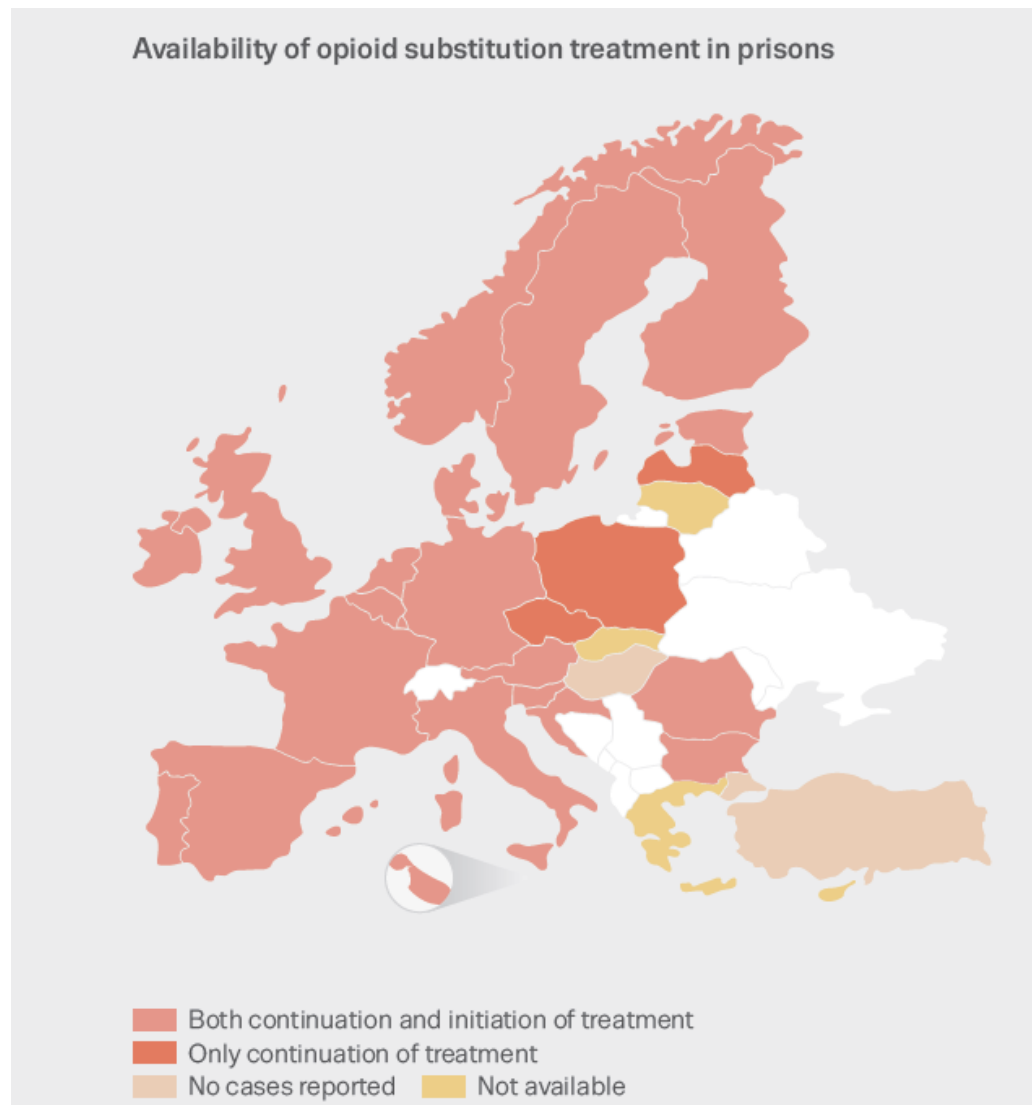 Availability of opioid substitution treatment in prisons
Both continuation and initiation of treatment
Only continuation of treatment
No cases reported Not available